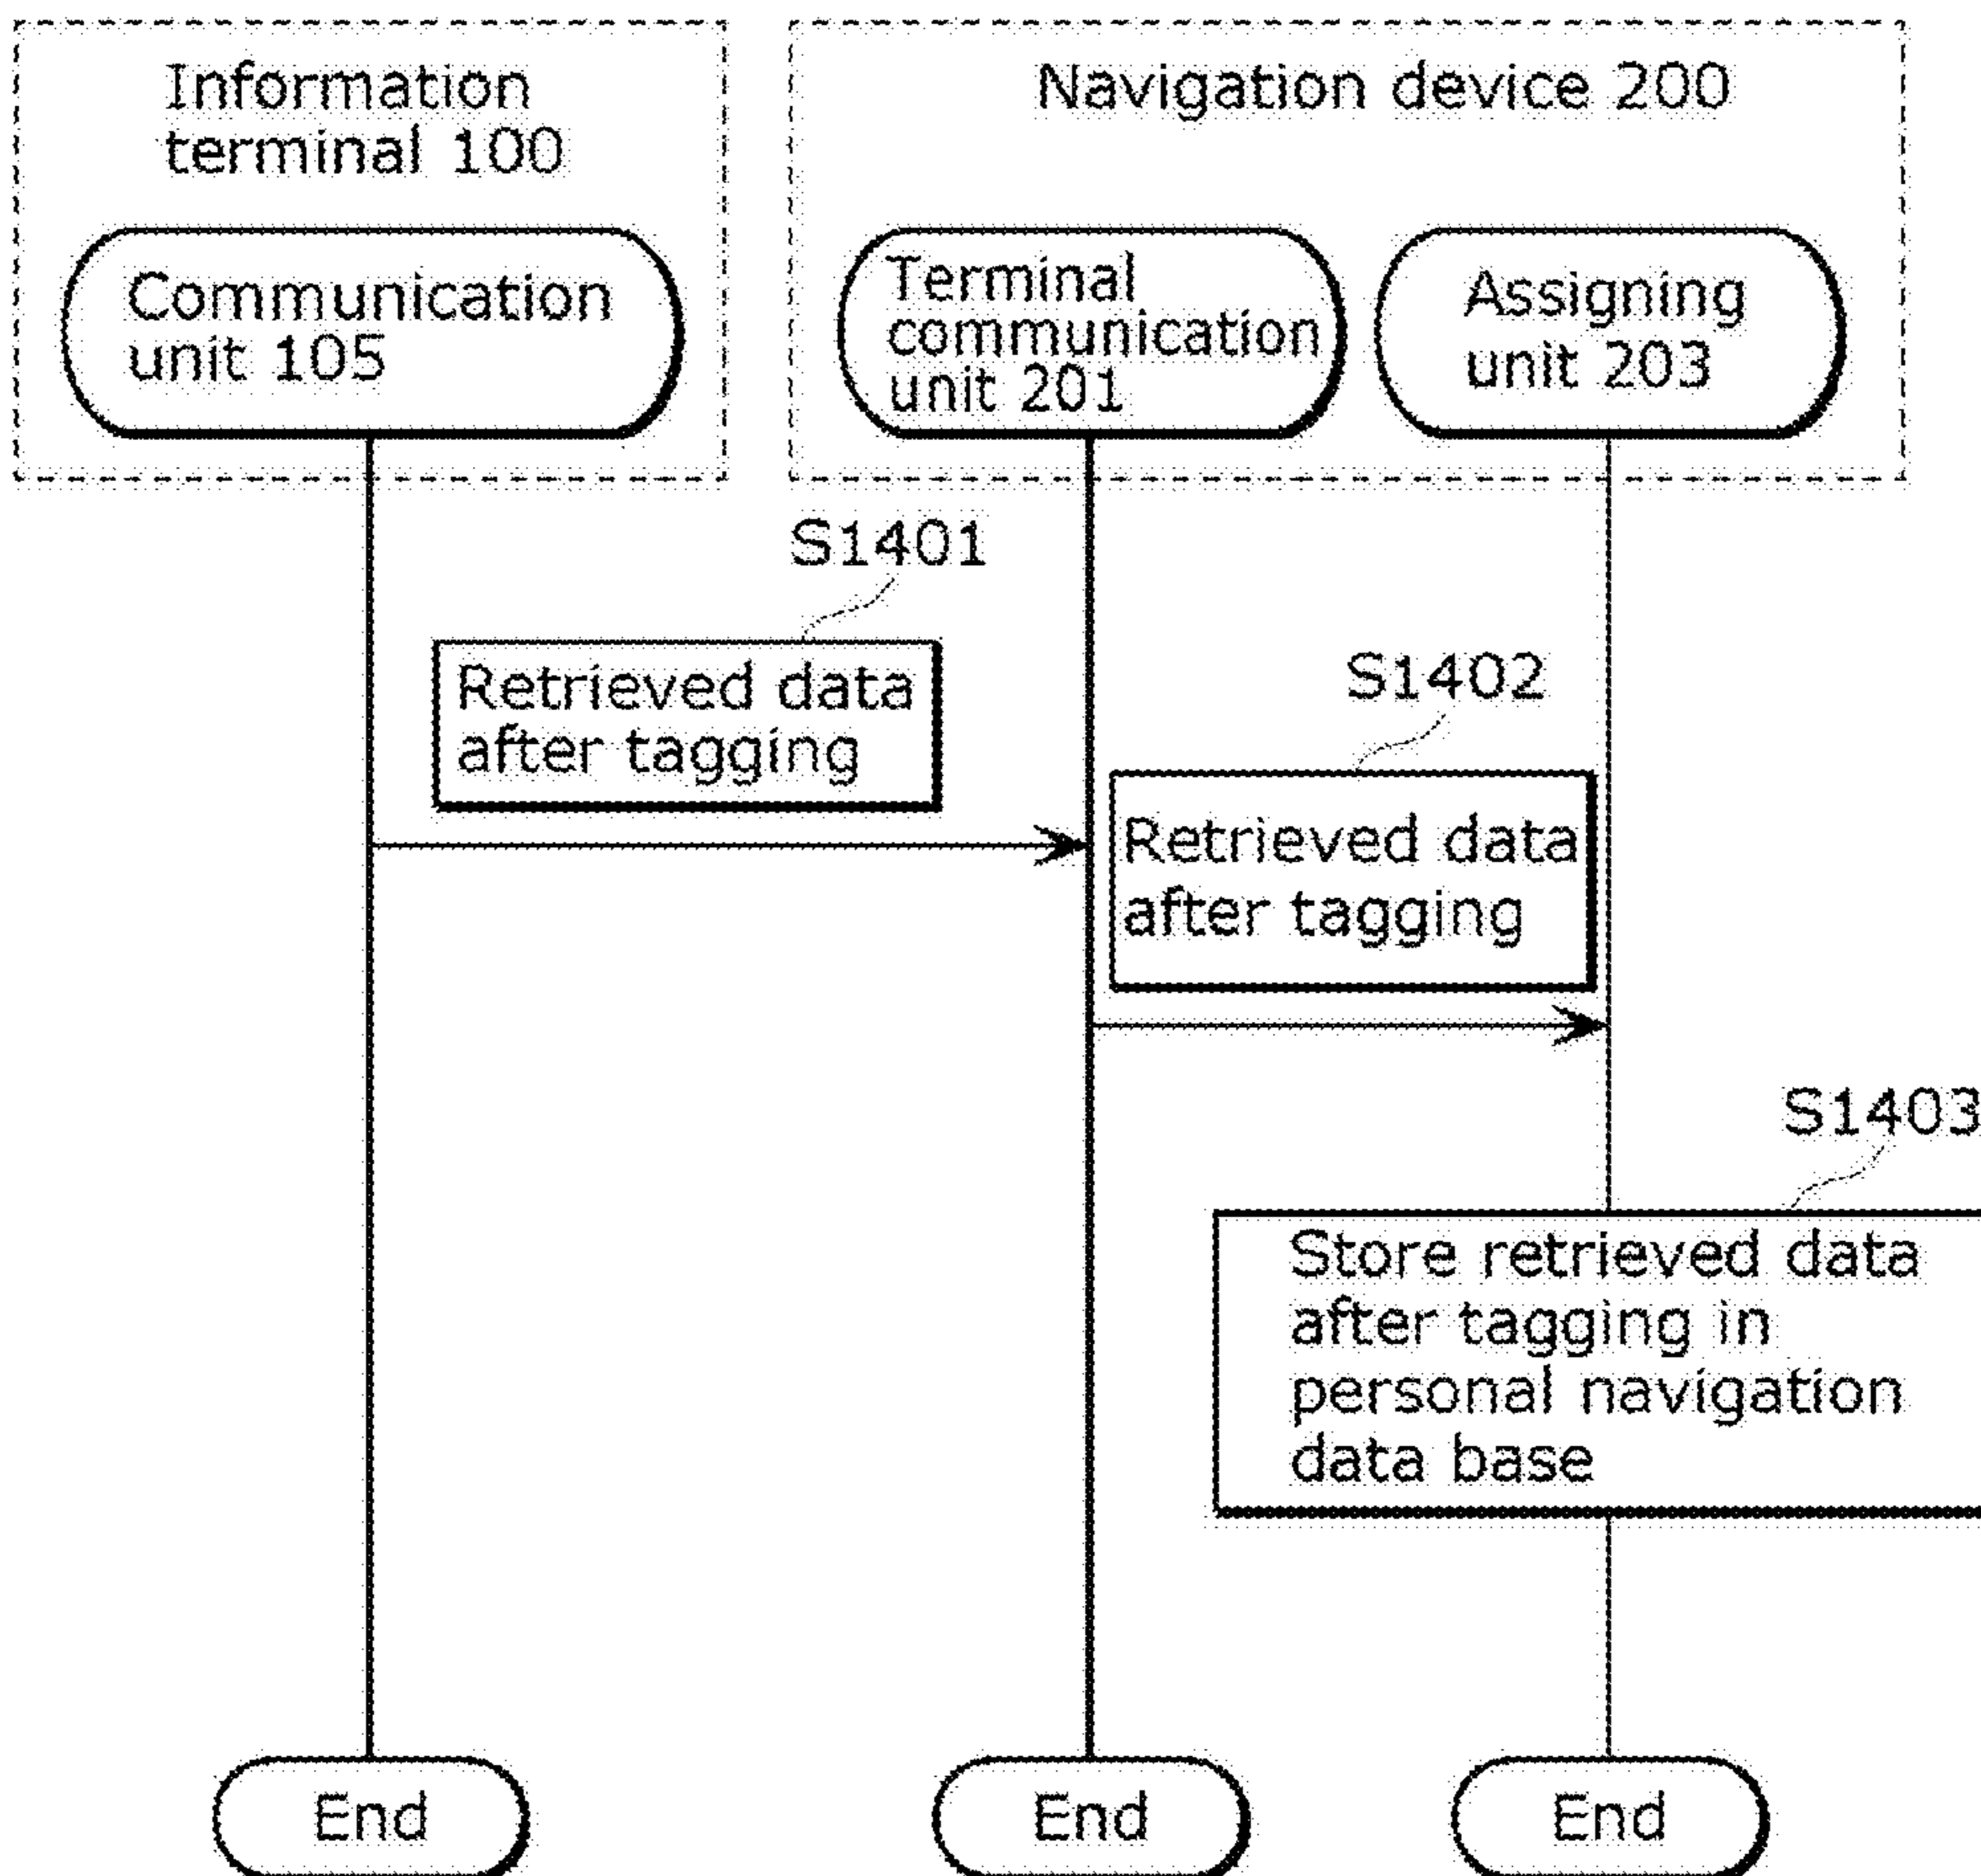 Information
terminal 100
Navigation device 200
Communication
unit 105
Terminal
communication
unit 201
Assigning
unit 203
S1401
Retrieved data
after tagging
S1402
Retrieved data
after tagging
S1403
Store retrieved data
after tagging in
personal navigation
data base
End
End
End